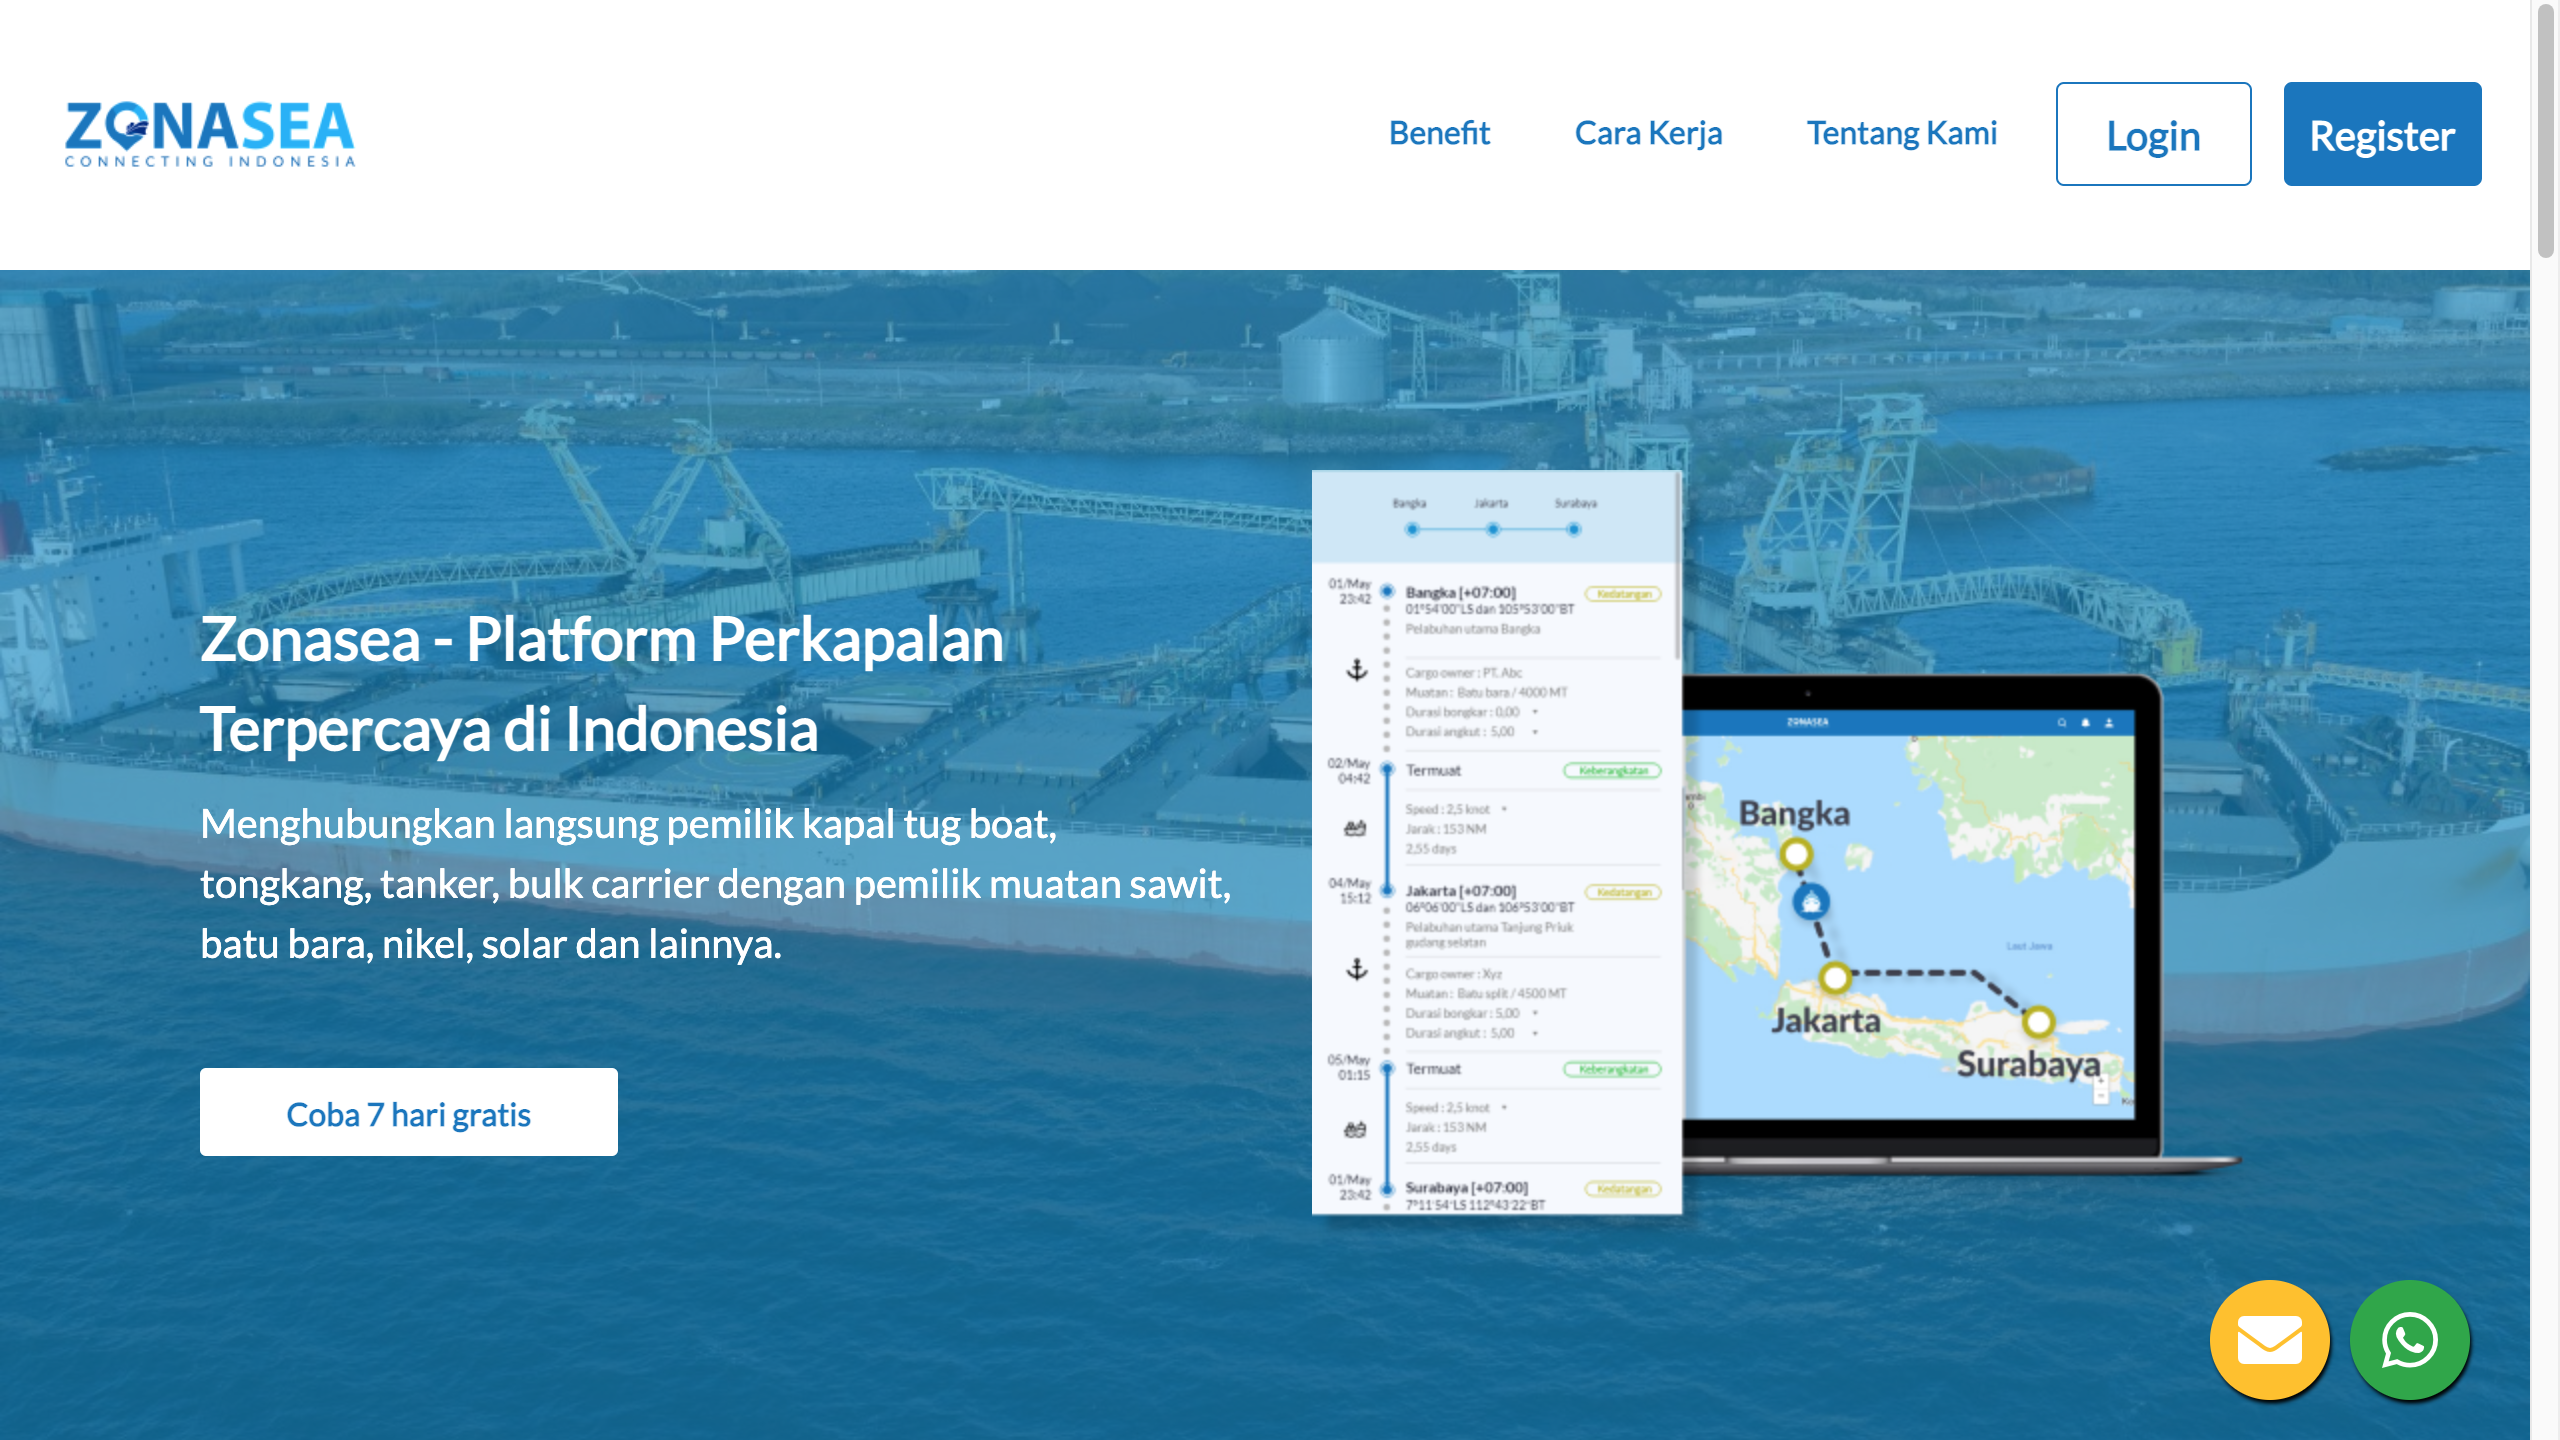 ZONASEA
CONNECTING INDONESIA
Benefit
Cara Kerja
Tentang Kami
Login
Register
Zonasea - Platform Perkapalan
Terpercaya di Indonesia
Menghubungkan langsung pemilik kapal tug boat,
tongkang, tanker, bulk carrier dengan pemilik muatan sawit,
batu bara, nikel, solar dan lainnya.
Coba 7 hari gratis
Bangka Jakarta Surabaya
01/May
23:42
Bangka [+07:00]
Kedatangan
01°54'00"LS dan 105°53'00"BT
Pelabuhan utama Bangka
Cargo owner : PT. Abc
Muatan : Batu bara / 4000 MT
Durasi bongkar : 0,00
Durasi angkut : 5,00
02/May
04:42
Termuat
Keberangkatan
Speed : 2,5 knot
Jarak : 153 NM
2,55 days
04/May
15:12
Jakarta [+07:00]
Kedatangan
06°06'00"LS dan 106°53'00"BT
Pelabuhan utama Tanjung Priuk
gudang selatan
Cargo owner : Xyz
Muatan : Batu split / 4500 MT
Durasi bongkar : 5,00
Durasi angkut : 5,00
05/May
01:15
Termuat
Keberangkatan
Speed : 2,5 knot
Jarak : 153 NM
2,55 days
01/May
23:42
Surabaya [+07:00]
Kedatangan
7°11'54"LS 112°43'22"BT
ZONASEA
Bangka
Laut Jawa
Jakarta
Surabaya